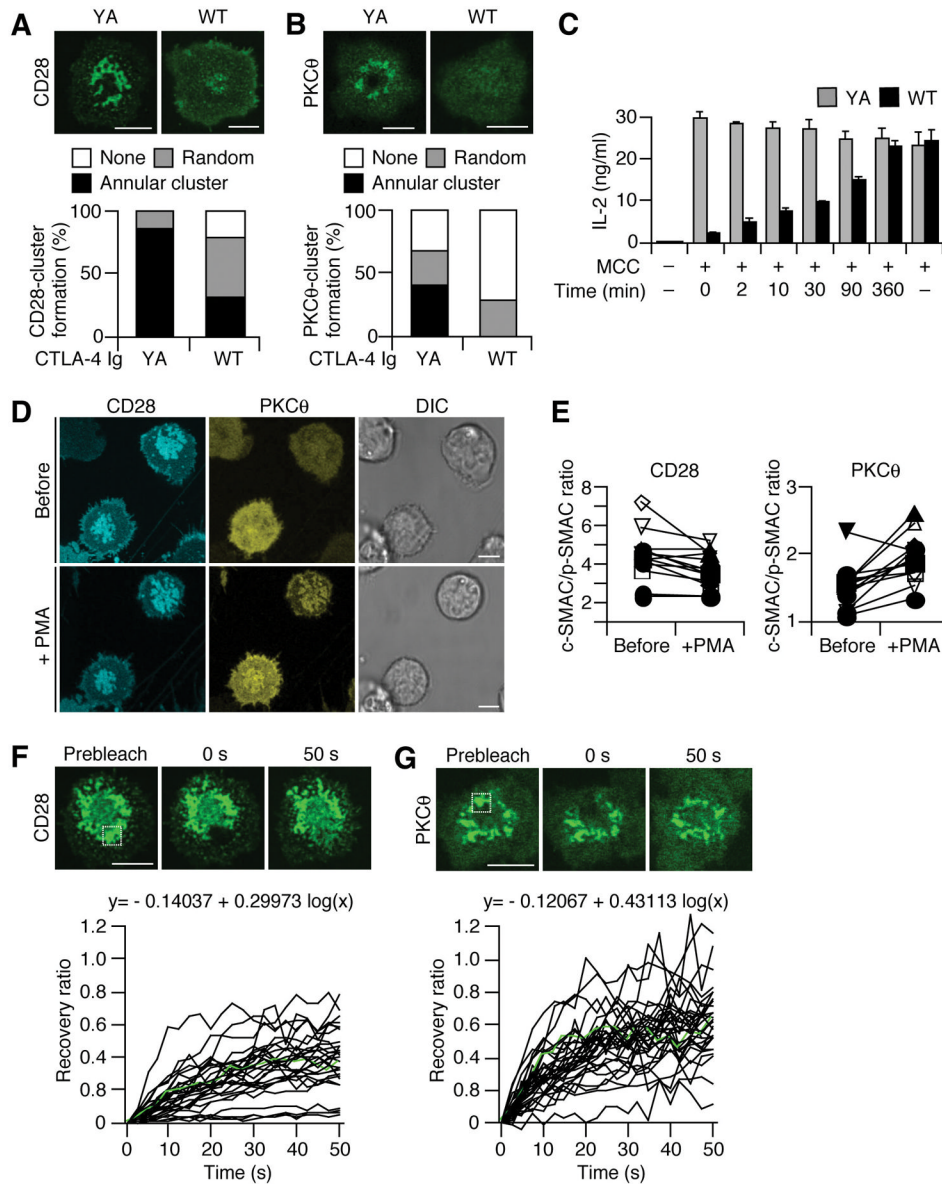 A
YA WT
CD28
None Random
Annular cluster
CD28-cluster
formation (%)
100
50
0
CTLA-4 Ig YA WT
B
YA WT
PKCθ
None Random
Annular cluster
PKCθ-cluster
formation (%)
100
50
0
YA WT
C
YA WT
IL-2 (ng/ml)
30
20
10
0
MCC – + + + + + + +
Time (min) – 0 2 10 30 90 360 –
D
CD28 PKCθ DIC
Before
+ PMA
E
CD28
c-SMAC/p-SMAC ratio
8
6
4
2
Before +PMA
PKCθ
c-SMAC/p-SMAC ratio
3
2
1
Before +PMA
F
Prebleach 0 s 50 s
CD28
y= - 0.14037 + 0.29973 log(x)
Recovery ratio
1.2
1.0
0.8
0.6
0.4
0.8
0
0 10 20 30 40 50
Time (s)
G
Prebleach 0 s 50 s
PKCθ
y= - 0.12067 + 0.43113 log(x)
Recovery ratio
1.2
1.0
0.8
0.6
0.4
0.8
0
0 10 20 30 40 50
Time (s)